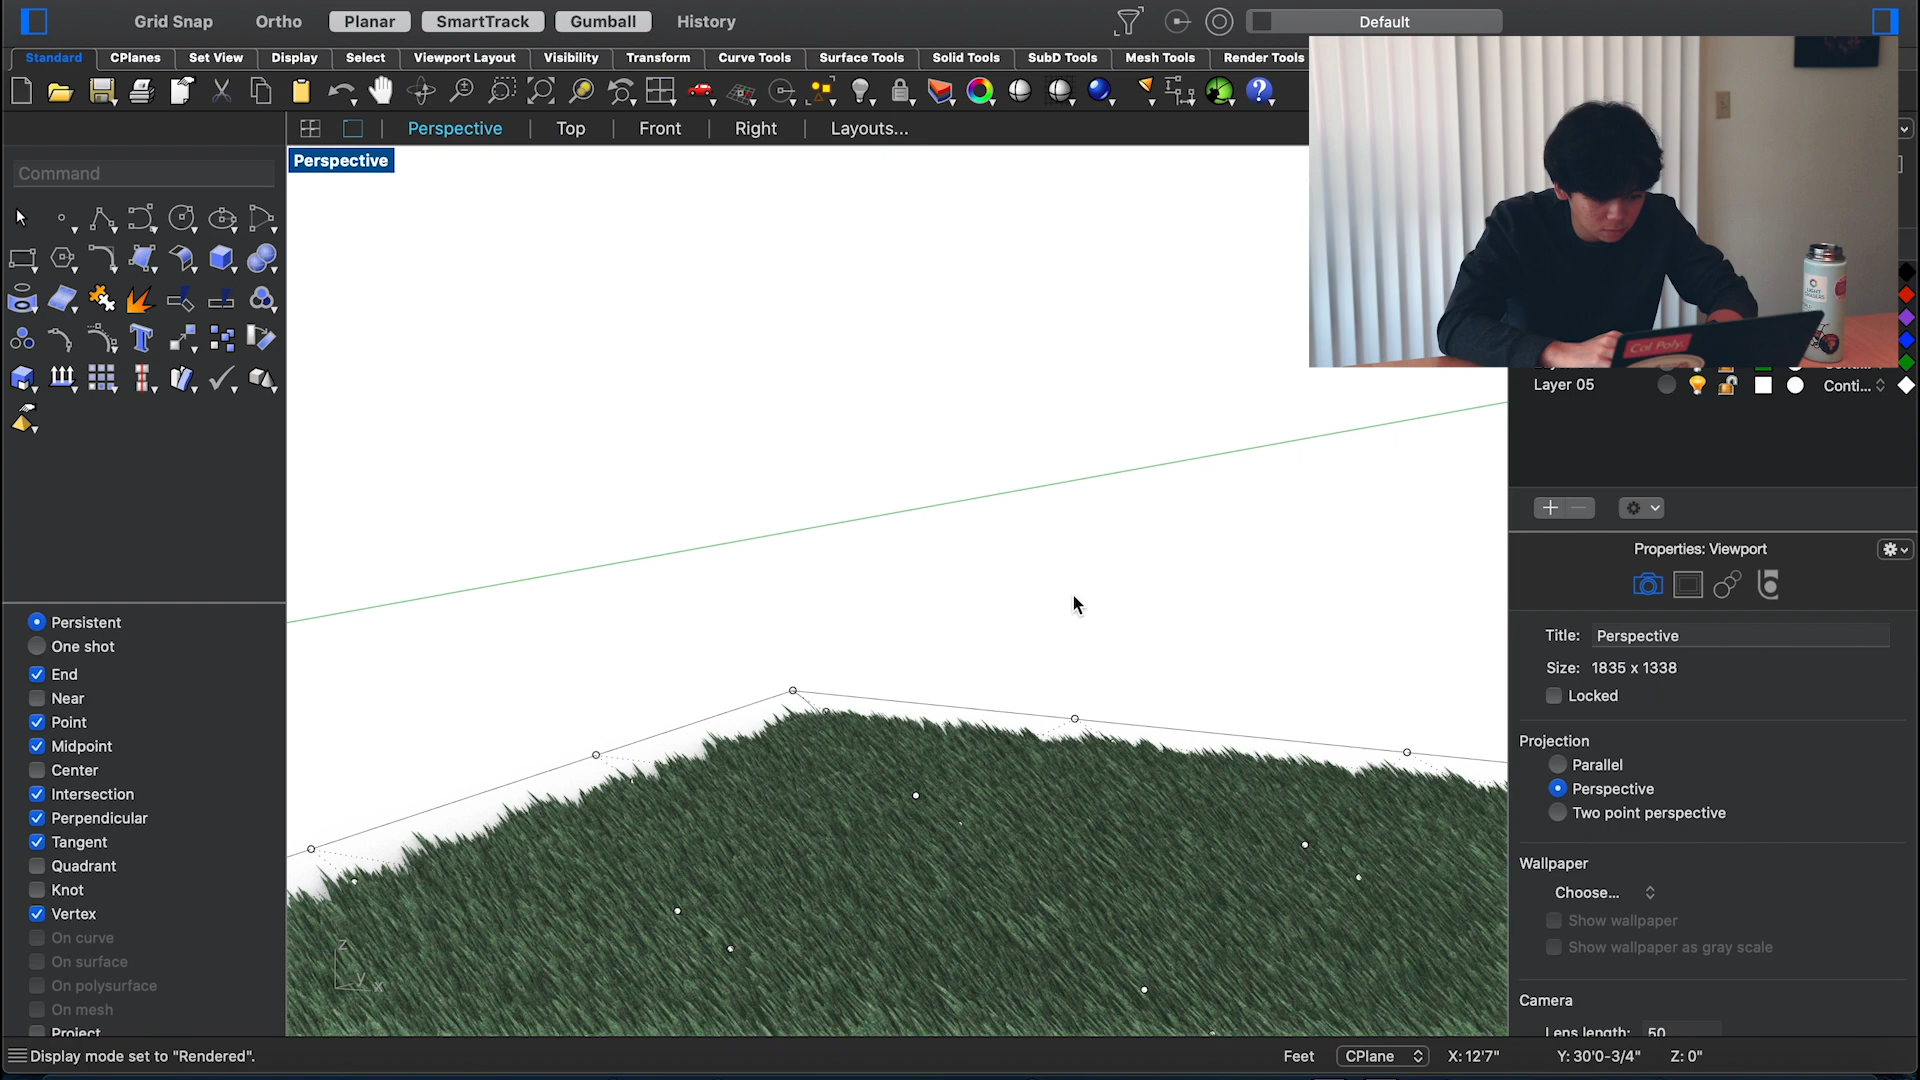 Grid Snap Ortho Planar SmartTrack Gumball History Default
Standard CPlanes Set View Display Select Viewport Layout Visibility Transform Curve Tools Surface Tools Solid Tools SubD Tools Mesh Tools Render Tools
Perspective Top Front Right Layouts...
Perspective
Command
Cal Poly
Layer 05 Conti...
Properties: Viewport
Title: Perspective
Size: 1835 x 1338
Locked
Projection
Parallel
Perspective
Two point perspective
Wallpaper
Choose...
Show wallpaper
Show wallpaper as gray scale
Camera
Lens length: 50
Persistent
One shot
End
Near
Point
Midpoint
Center
Intersection
Perpendicular
Tangent
Quadrant
Knot
Vertex
On curve
On surface
On polysurface
On mesh
Project
z
y
x
Display mode set to "Rendered".
Feet CPlane X: 12'7" Y: 30'0-3/4" Z: 0"